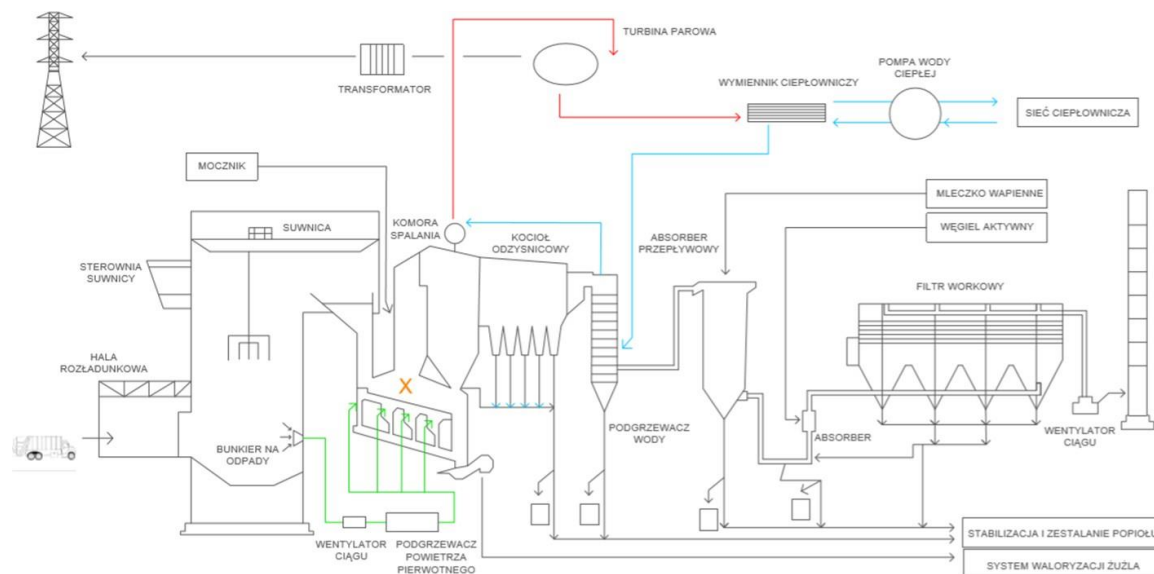 TURBINA PAROWA
TRANSFORMATOR
WYMIENNIK CIEPŁOWNICZY
POMPA WODY
CIEPŁEJ
SIEĆ CIEPŁOWNICZA
MOCZNIK
MLECZKO WAPIENNE
WĘGIEL AKTYWNY
SUWNICA
KOMORA
SPALANIA
KOCIOŁ
ODZYSNICOWY
ABSORBER
PRZEPŁYWOWY
STEROWNIA
SUWNICY
FILTR WORKOWY
HALA
ROZŁADUNKOWA
X
BUNKIER NA
ODPADY
PODGRZEWACZ
WODY
ABSORBER
WENTYLATOR
CIĄGU
WENTYLATOR
CIĄGU
PODGRZEWACZ
POWIETRZA
PIERWOTNEGO
STABILIZACJA I ZESTALANIE POPIOŁU
SYSTEM WALORYZACJI ŻUŻLA